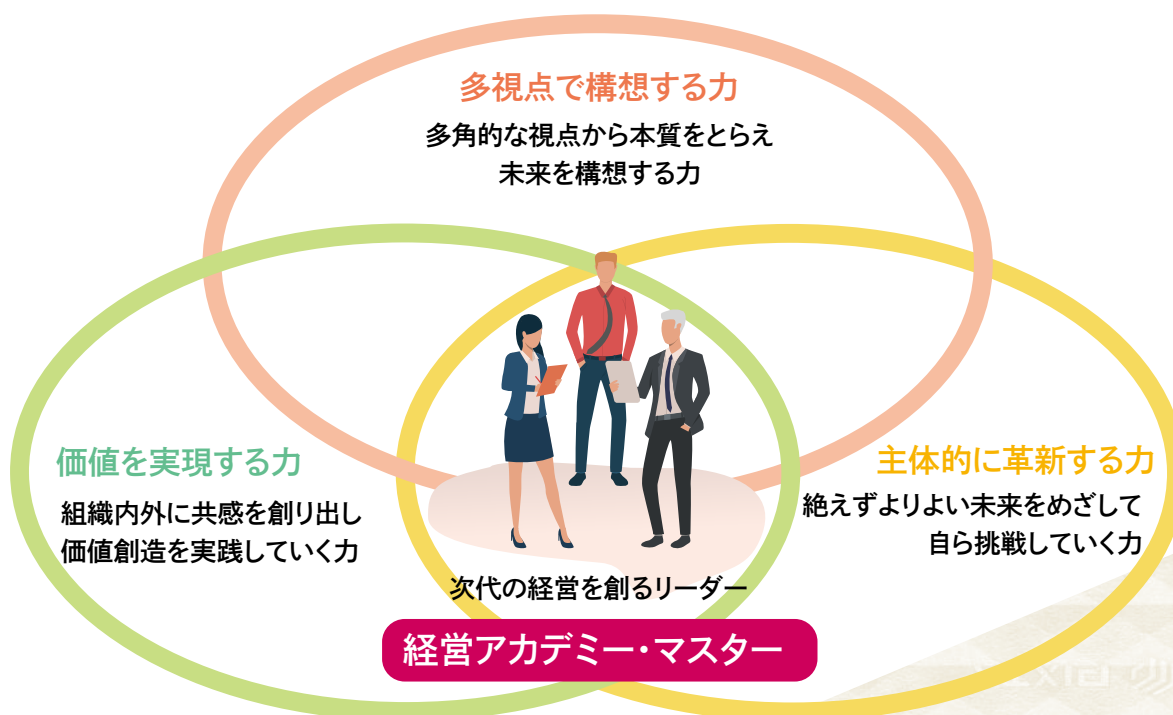 多視点で構想する力
多角的な視点から本質をとらえ
未来を構想する力
価値を実現する力
組織内外に共感を創り出し
価値創造を実践していく力
主体的に革新する力
絶えずよりよい未来をめざして
自ら挑戦していく力
次代の経営を創るリーダー
経営アカデミー・マスター